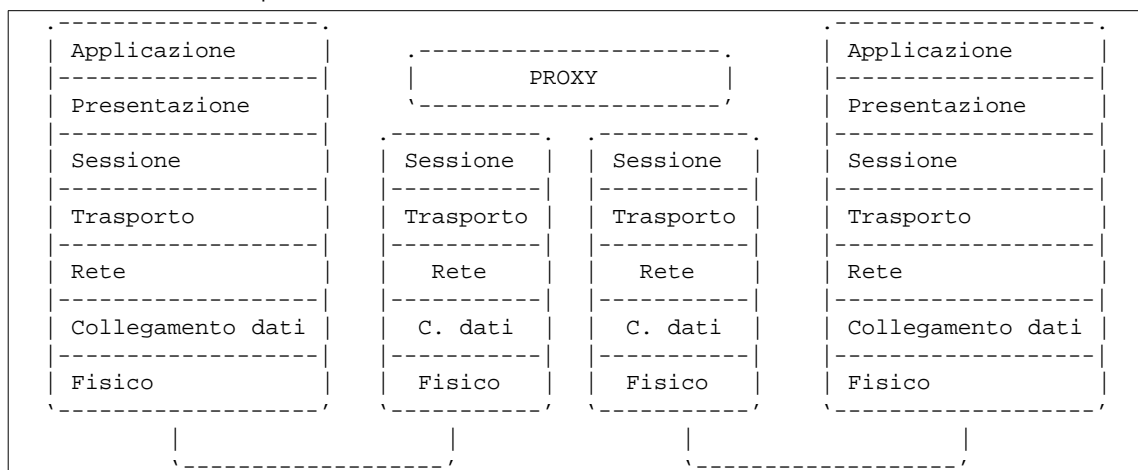 Applicazione Applicazione
PROXY
Presentazione Presentazione
Sessione Sessione Sessione Sessione
Trasporto Trasporto Trasporto Trasporto
Rete Rete Rete Rete
Collegamento dati C. dati C. dati Collegamento dati
Fisico Fisico Fisico Fisico